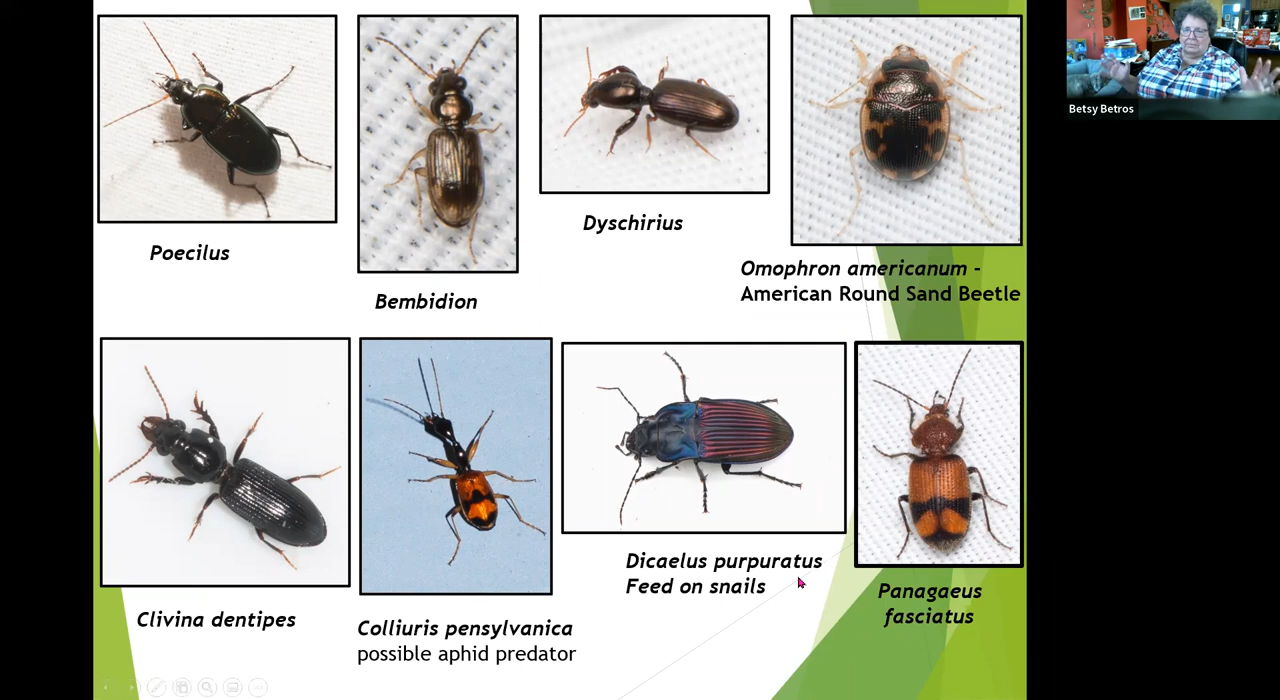 Betsy Betros
Poecilus
Bembidion
Dyschirius
Omophron americanum -
American Round Sand Beetle
Clivina dentipes
Colliuris pensylvanica
possible aphid predator
Dicaelus purpuratus
Feed on snails
Panagaeus
fasciatus